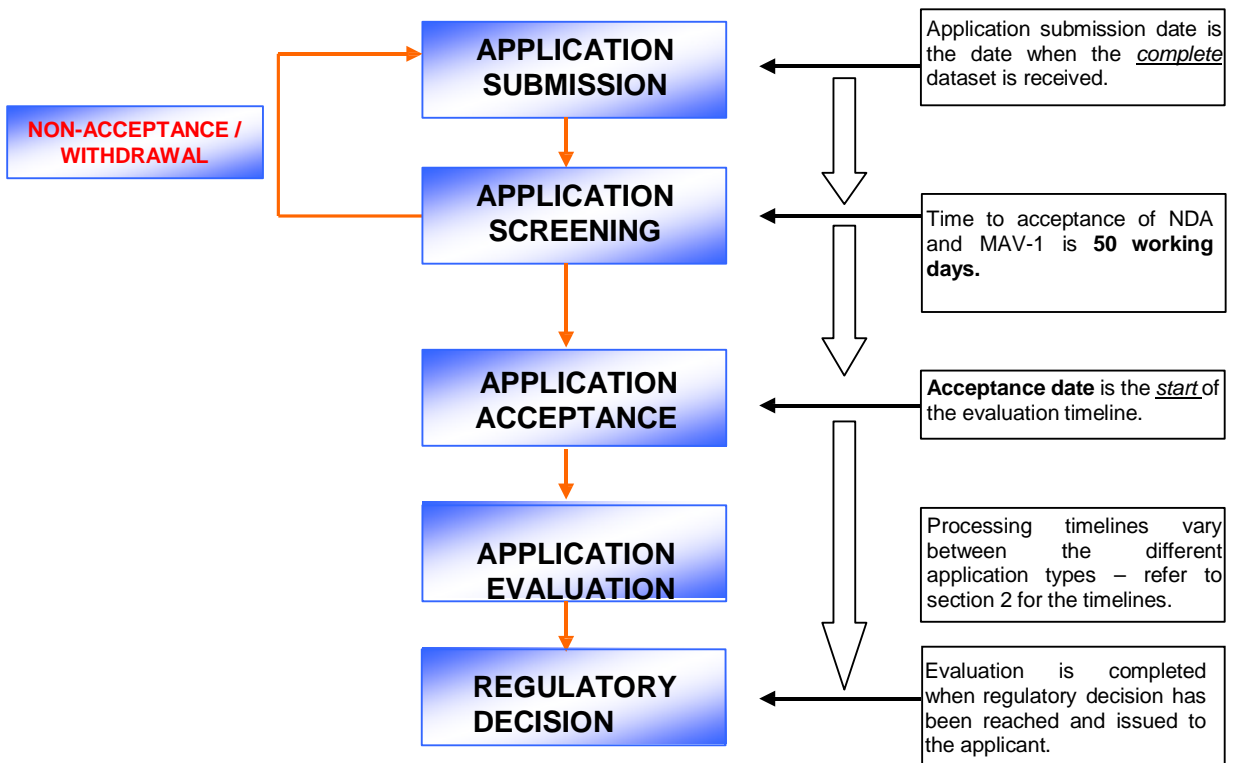 APPLICATION
SUBMISSION
Application submission date is
the date when the complete
dataset is received.
NON-ACCEPTANCE /
WITHDRAWAL
APPLICATION
SCREENING
Time to acceptance of NDA
and MAV-1 is 50 working
days.
APPLICATION
ACCEPTANCE
Acceptance date is the start of
the evaluation timeline.
APPLICATION
EVALUATION
Processing timelines vary
between the different
application types – refer to
section 2 for the timelines.
REGULATORY
DECISION
Evaluation is completed
when regulatory decision has
been reached and issued to
the applicant.